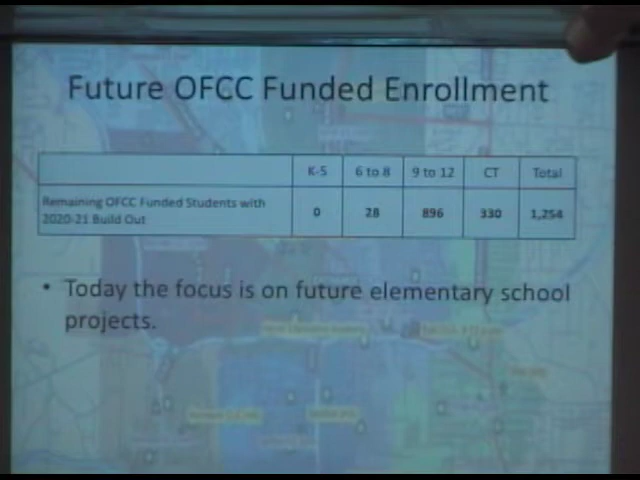 Future OFCC Funded Enrollment
K-5 6 to 8 9 to 12 CT Total
Remaining OFCC Funded Students with
2020-21 Build Out 0 28 896 330 1,254
• Today the focus is on future elementary school
projects.